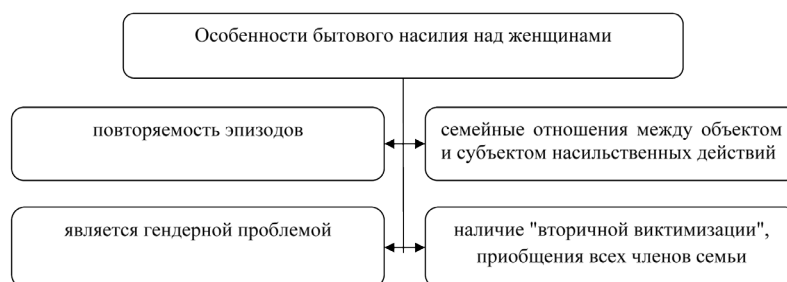 Особенности бытового насилия над женщинами
повторяемость эпизодов
семейные отношения между объектом
и субъектом насильственных действий
является гендерной проблемой
наличие "вторичной виктимизации",
приобщения всех членов семьи